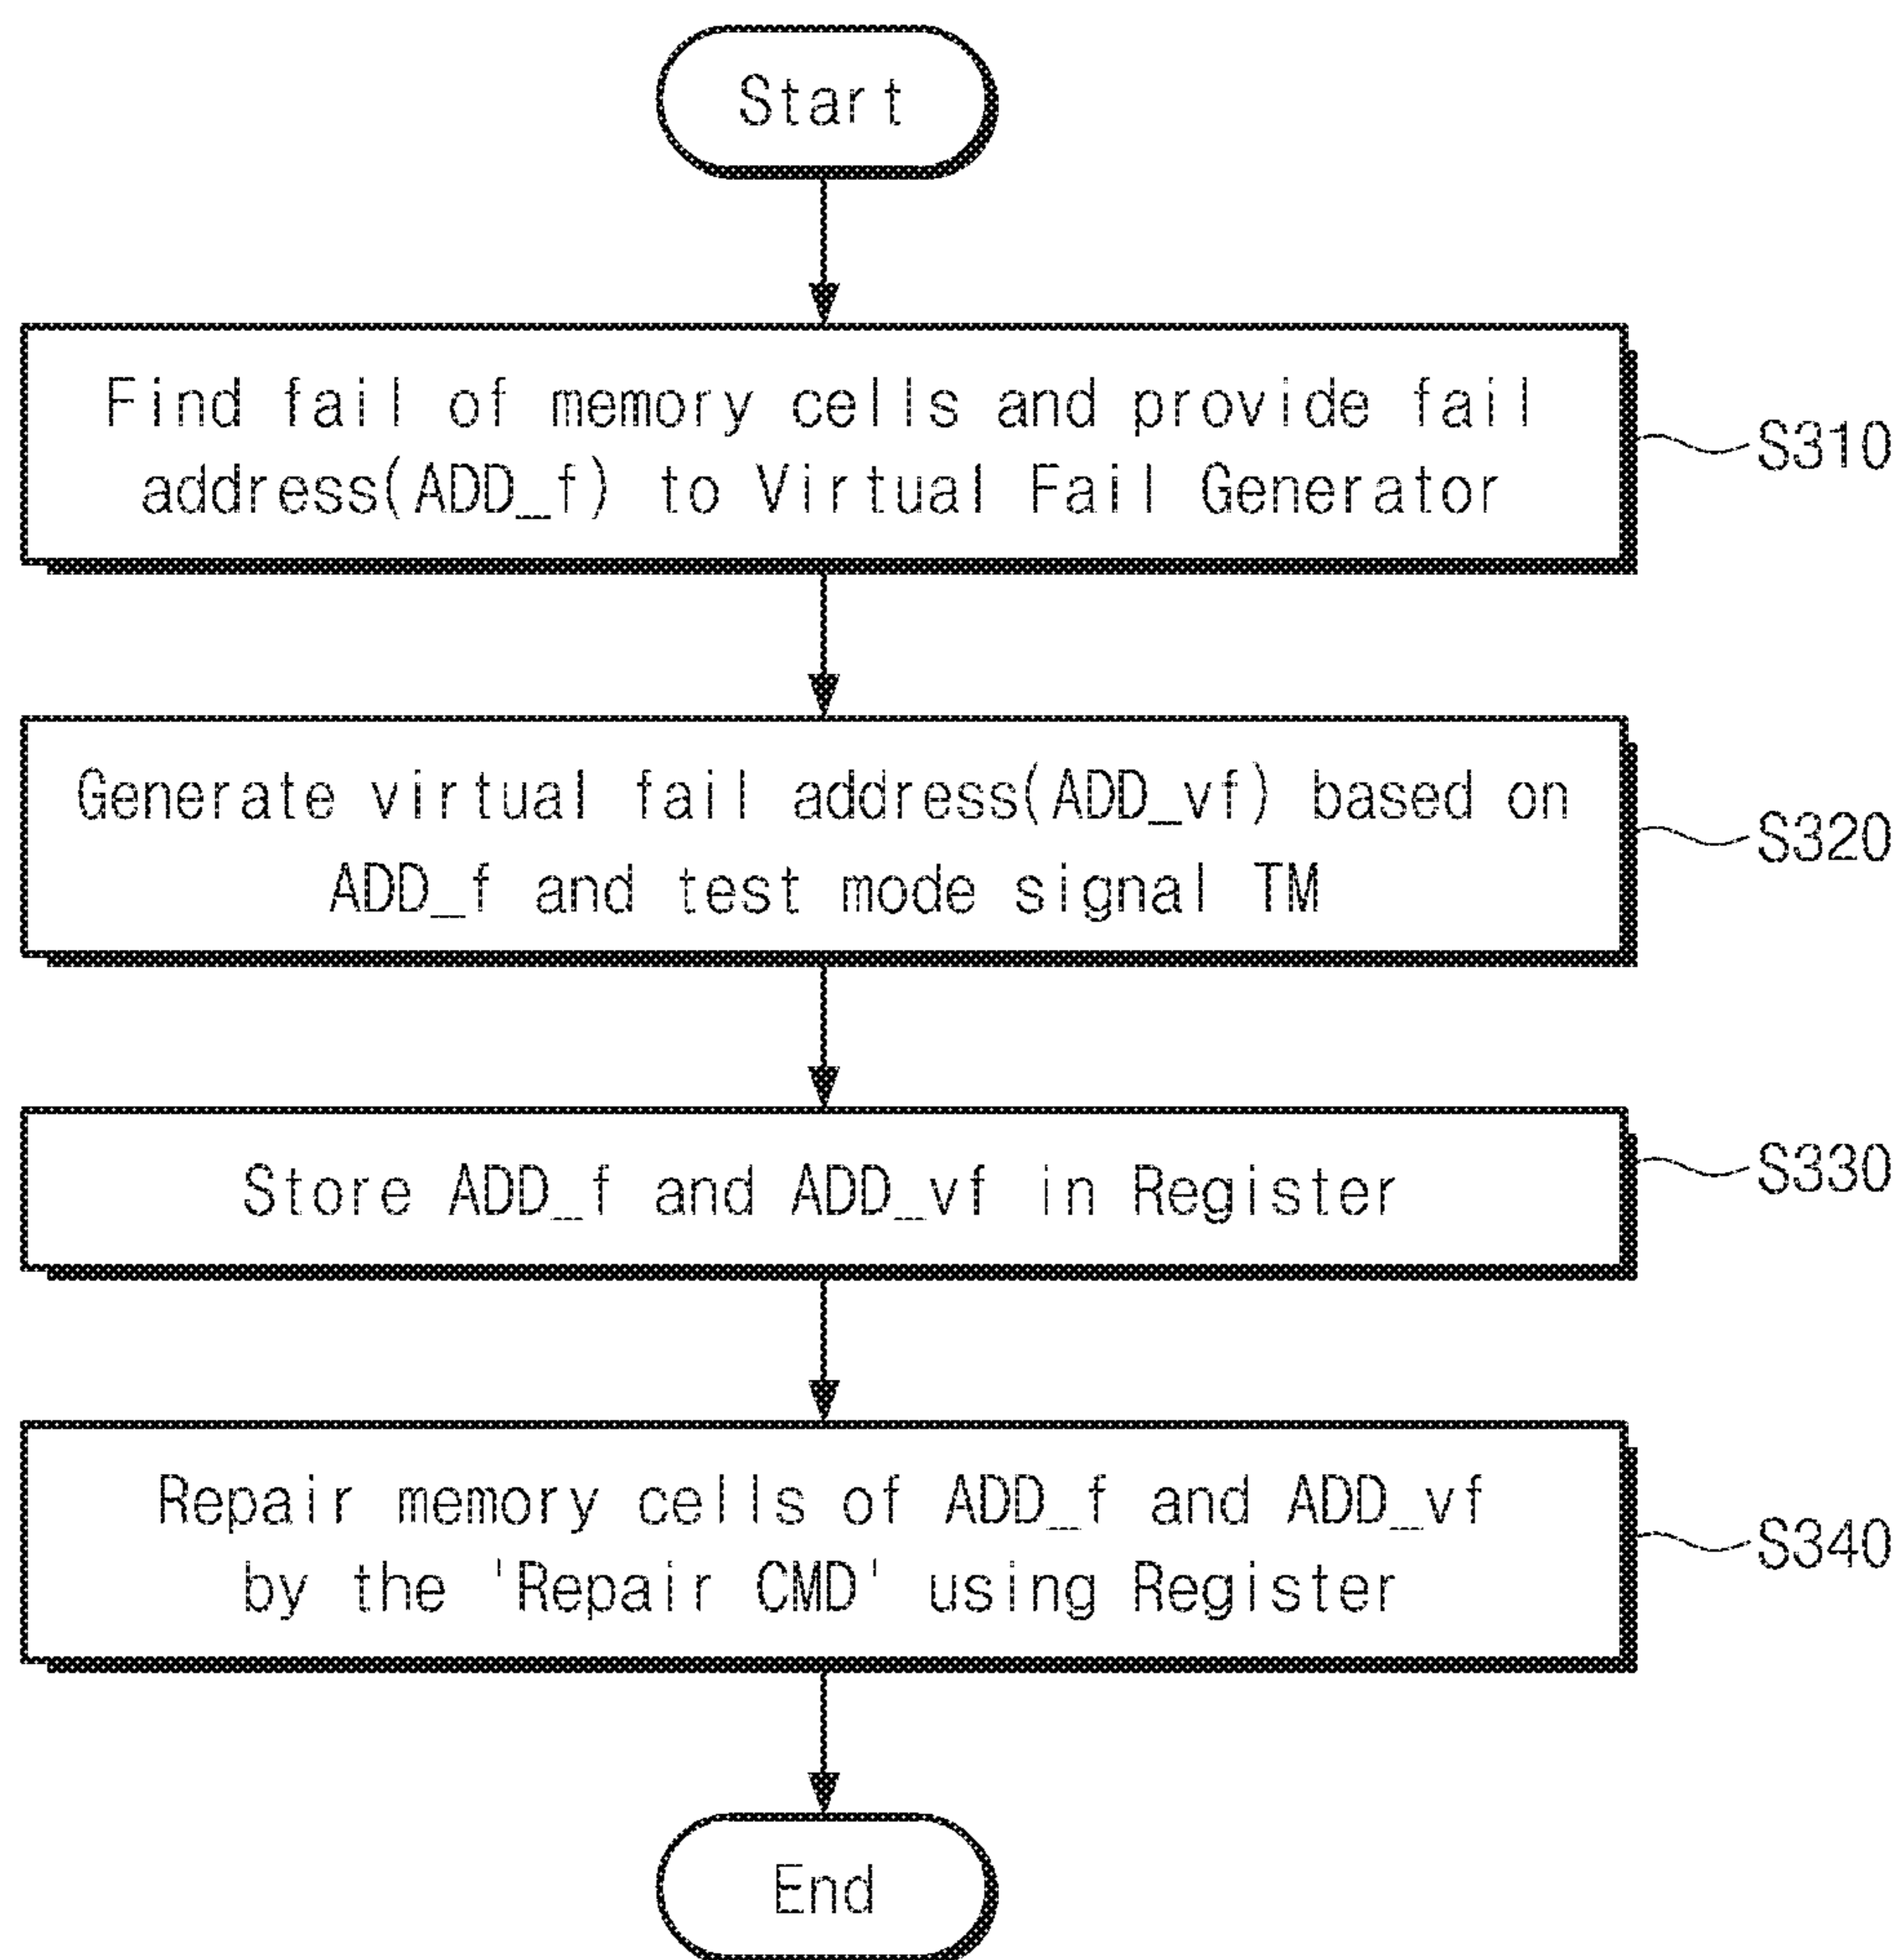 Start
Find fail of memory cells and provide fail
address(ADD_f) to Virtual Fail Generator
S310
Generate virtual fail address(ADD_vf) based on
ADD_f and test mode signal TM
S320
Store ADD_f and ADD_vf in Register
S330
Repair memory cells of ADD_f and ADD_vf
by the 'Repair CMD' using Register
S340
End